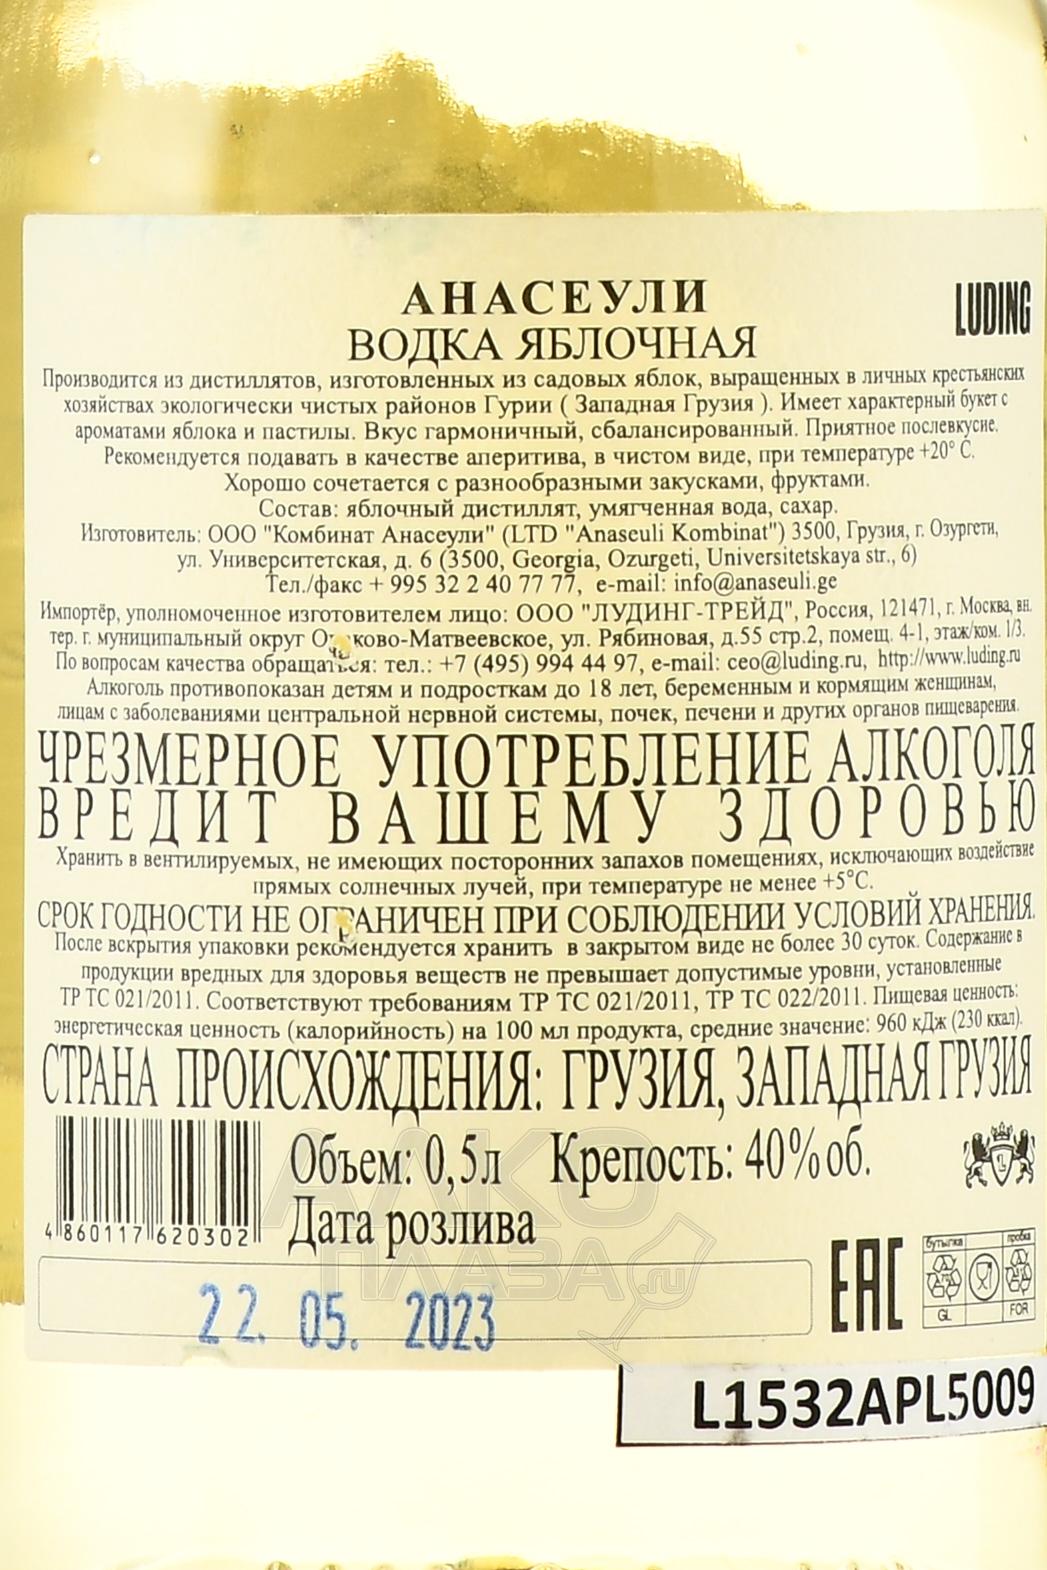 АНАСЕУЛИ
LUDING
ВОДКА ЯБЛОЧНАЯ
Производится из дистиллятов, изготовленных из садовых яблок, выращенных в личных крестьянских
хозяйствах экологически чистых районов Гурии ( Западная Грузия ). Имеет характерный букет с
ароматами яблока и пастилы. Вкус гармоничный, сбалансированный. Приятное послевкусие.
Рекомендуется подавать в качестве аперитива, в чистом виде, при температуре +20° С.
Хорошо сочетается с разнообразными закусками, фруктами.
Состав: яблочный дистиллят, умягченная вода, сахар.
Изготовитель: ООО "Комбинат Анасеули" (LTD "Anaseuli Kombinat") 3500, Грузия, г. Озургети,
ул. Университетская, д. 6 (3500, Georgia, Ozurgeti, Universitetskaya str., 6)
Тел./факс + 995 32 2 40 77 77, e-mail: info@anaseuli.ge
Импортёр, уполномоченное изготовителем лицо: ООО "ЛУДИНГ-ТРЕЙД", Россия, 121471, г. Москва, вн.
тер. г. муниципальный округ Очаково-Матвеевское, ул. Рябиновая, д.55 стр.2, помещ. 4-1, этаж/ком. 1/3.
По вопросам качества обращаться: тел.: +7 (495) 994 44 97, e-mail: ceo@luding.ru, http://www.luding.ru
Алкоголь противопоказан детям и подросткам до 18 лет, беременным и кормящим женщинам,
лицам с заболеваниями центральной нервной системы, почек, печени и других органов пищеварения.
ЧРЕЗМЕРНОЕ УПОТРЕБЛЕНИЕ АЛКОГОЛЯ
ВРЕДИТ ВАШЕМУ ЗДОРОВЬЮ
Хранить в вентилируемых, не имеющих посторонних запахов помещениях, исключающих воздействие
прямых солнечных лучей, при температуре не менее +5°С.
СРОК ГОДНОСТИ НЕ ОГРАНИЧЕН ПРИ СОБЛЮДЕНИИ УСЛОВИЙ ХРАНЕНИЯ.
После вскрытия упаковки рекомендуется хранить в закрытом виде не более 30 суток. Содержание в
продукции вредных для здоровья веществ не превышает допустимые уровни, установленные
ТР ТС 021/2011. Соответствуют требованиям ТР ТС 021/2011, ТР ТС 022/2011. Пищевая ценность:
энергетическая ценность (калорийность) на 100 мл продукта, средние значение: 960 кДж (230 ккал).
СТРАНА ПРОИСХОЖДЕНИЯ: ГРУЗИЯ, ЗАПАДНАЯ ГРУЗИЯ
Объем: 0,5л Крепость: 40% об.
Дата розлива
4 860117 620302
АЛКО
ПЛАЗА.ru
EAC
бутылка пробка
GL FOR
22. 05. 2023
L1532APL5009